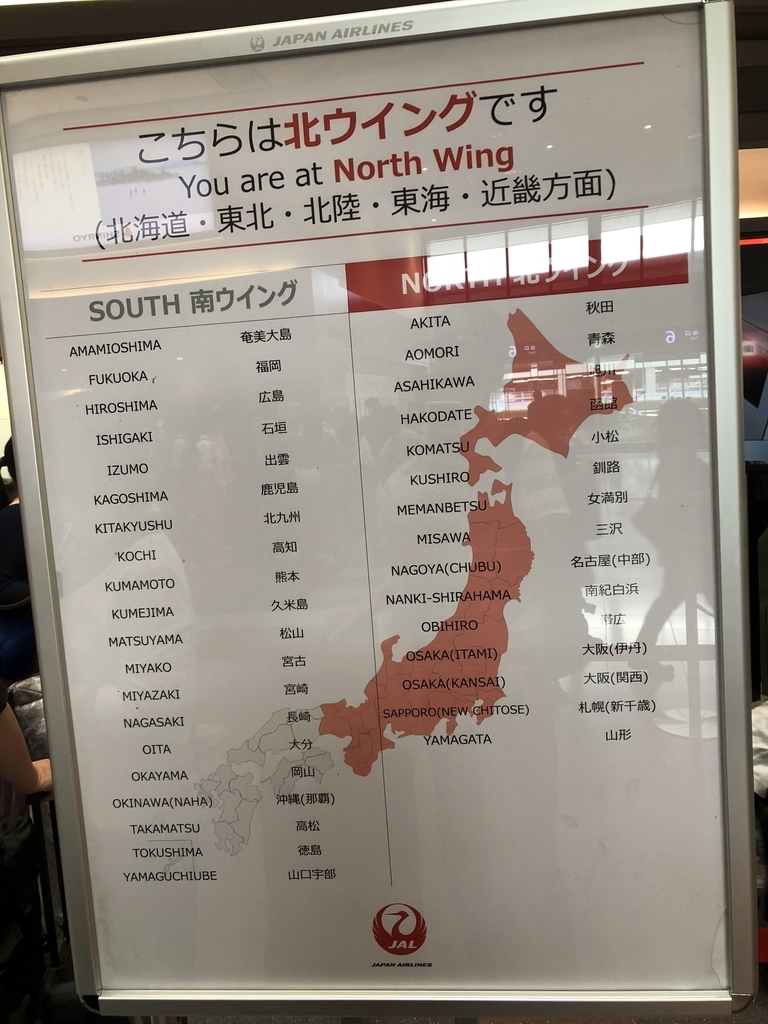 JAPAN AIRLINES
こちらは北ウイングです
You are at North Wing
(北海道・東北・北陸・東海・近畿方面)
SOUTH 南ウイング
AMAMIOSHIMA 奄美大島
FUKUOKA 福岡
HIROSHIMA 広島
ISHIGAKI 石垣
IZUMO 出雲
KAGOSHIMA 鹿児島
KITAKYUSHU 北九州
KOCHI 高知
KUMAMOTO 熊本
KUMEJIMA 久米島
MATSUYAMA 松山
MIYAKO 宮古
MIYAZAKI 宮崎
NAGASAKI 長崎
OITA 大分
OKAYAMA 岡山
OKINAWA(NAHA) 沖縄(那覇)
TAKAMATSU 高松
TOKUSHIMA 徳島
YAMAGUCHIUBE 山口宇部
NORTH 北ウイング
AKITA 秋田
AOMORI 青森
ASAHIKAWA 旭川
HAKODATE 函館
KOMATSU 小松
KUSHIRO 釧路
MEMANBETSU 女満別
MISAWA 三沢
NAGOYA(CHUBU) 名古屋(中部)
NANKI-SHIRAHAMA 南紀白浜
OBIHIRO 帯広
OSAKA(ITAMI) 大阪(伊丹)
OSAKA(KANSAI) 大阪(関西)
SAPPORO(NEW CHITOSE) 札幌(新千歳)
YAMAGATA 山形
JAL
JAPAN AIRLINES